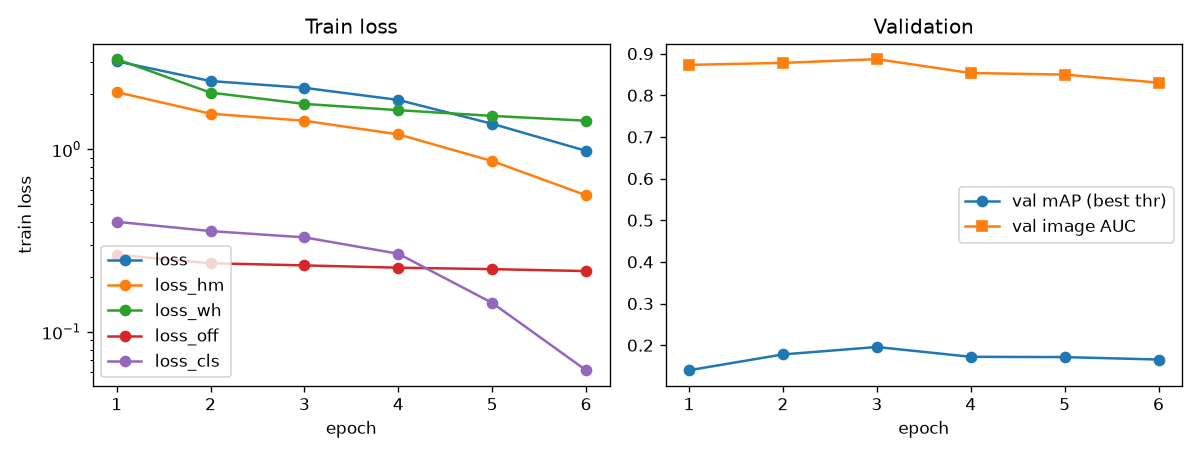 Train loss
train loss
10⁰
10⁻¹
loss
loss_hm
loss_wh
loss_off
loss_cls
1 2 3 4 5 6
epoch
Validation
0.9
0.8
0.7
0.6
0.5
0.4
0.3
0.2
val mAP (best thr)
val image AUC
1 2 3 4 5 6
epoch